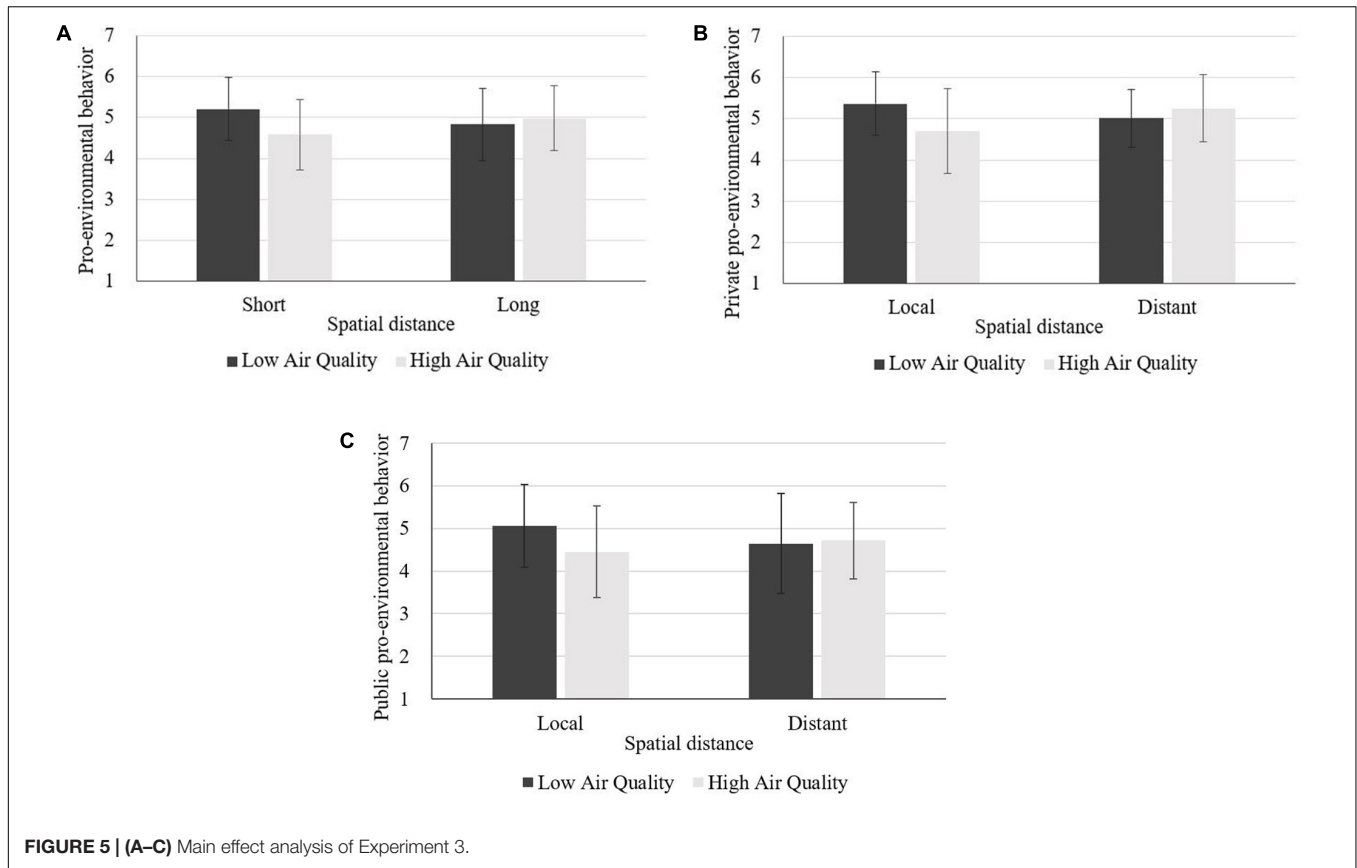 A
Pro-environmental behavior
7
6
5
4
3
2
1
Short
Long
Spatial distance
Low Air Quality
High Air Quality
B
Private pro-environmental behavior
7
6
5
4
3
2
1
Local
Distant
Spatial distance
Low Air Quality
High Air Quality
C
Public pro-environmental behavior
7
6
5
4
3
2
1
Local
Distant
Spatial distance
Low Air Quality
High Air Quality
FIGURE 5 | (A–C) Main effect analysis of Experiment 3.